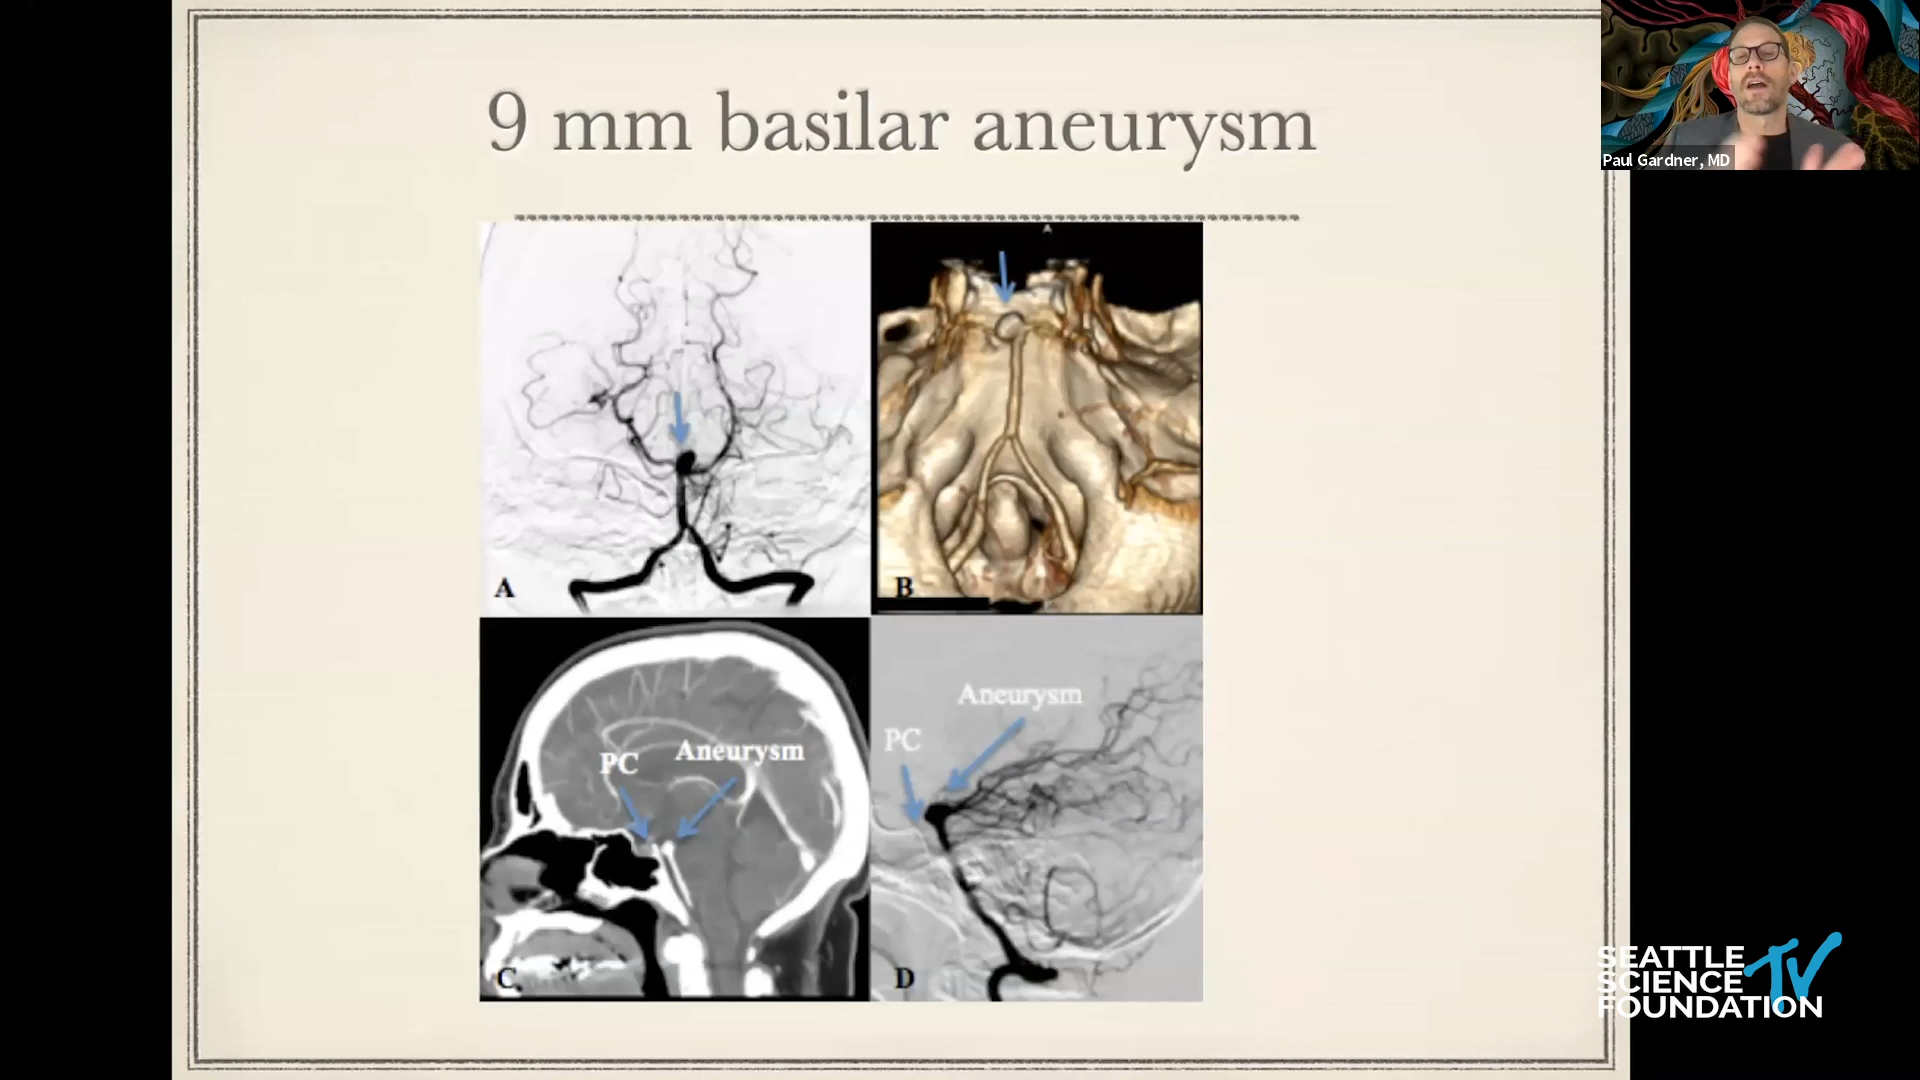 9 mm basilar aneurysm
Paul Gardner, MD
A
A
B
PC
Aneurysm
C
Aneurysm
PC
D
SEATTLE
SCIENCE
FOUNDATION
TV